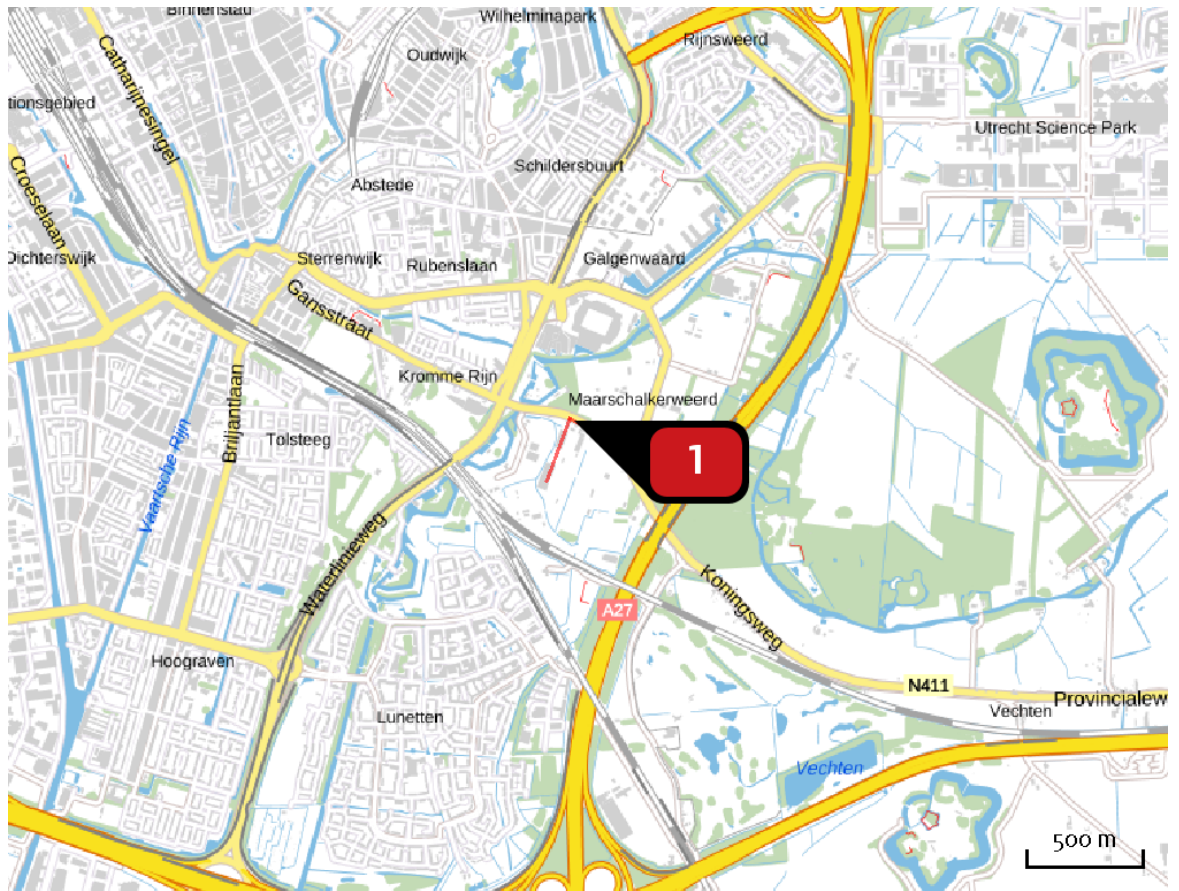 Binnenstad
Wilhelminapark
Rijnsweerd
Oudwijk
Catharijnesingel
tionsgebied
Utrecht Science Park
Schildersbuurt
Croeselaan
Abstede
Dichterswijk
Sterrenwijk
Rubenslaan
Galgenwaard
Gansstraat
Kromme Rijn
Maarschalkerweerd
Briljantlaan
Tolsteeg
1
Vaartsche Rijn
Waterlinieweg
A27
Koningsweg
Hoograven
N411
Provincialew
Lunetten
Vechten
Vechten
500 m